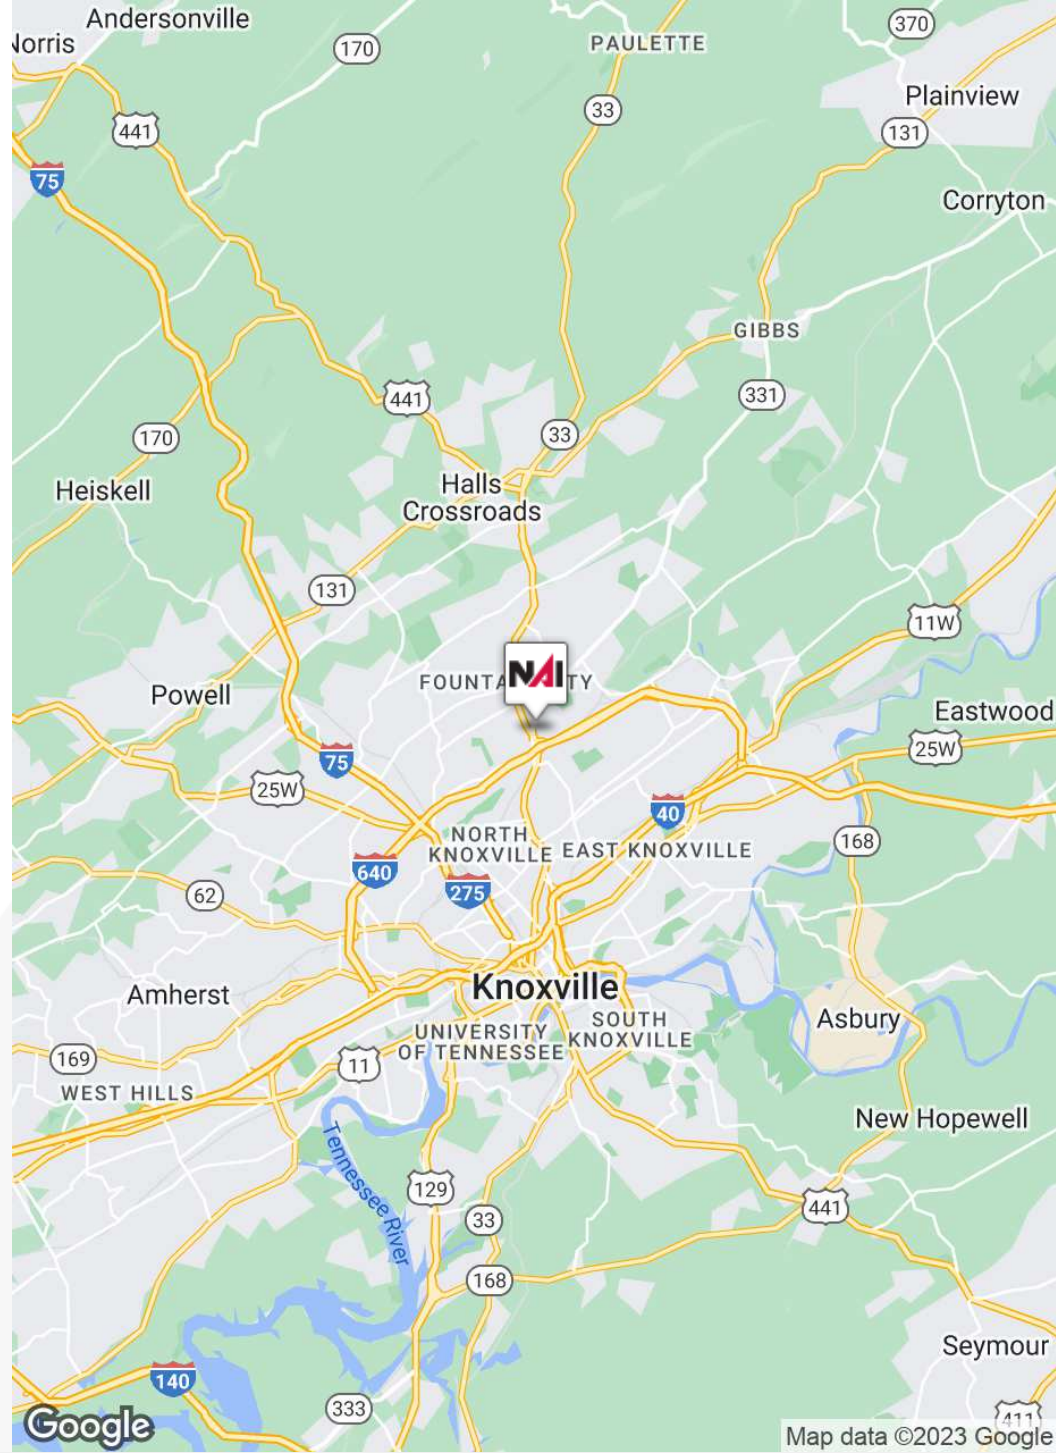 Andersonville
Norris
170
PAULETTE
370
Plainview
33
131
441
75
Corryton
GIBBS
331
441
33
170
Heiskell
Halls
Crossroads
131
11W
NAI
FOUNTA
TY
Powell
Eastwood
25W
75
25W
40
168
NORTH
KNOXVILLE
EAST KNOXVILLE
640
275
62
Knoxville
Amherst
Asbury
UNIVERSITY
OF TENNESSEE
SOUTH
KNOXVILLE
169
11
WEST HILLS
New Hopewell
Tennessee River
129
441
33
168
Seymour
140
333
411
Google
Map data ©2023 Google